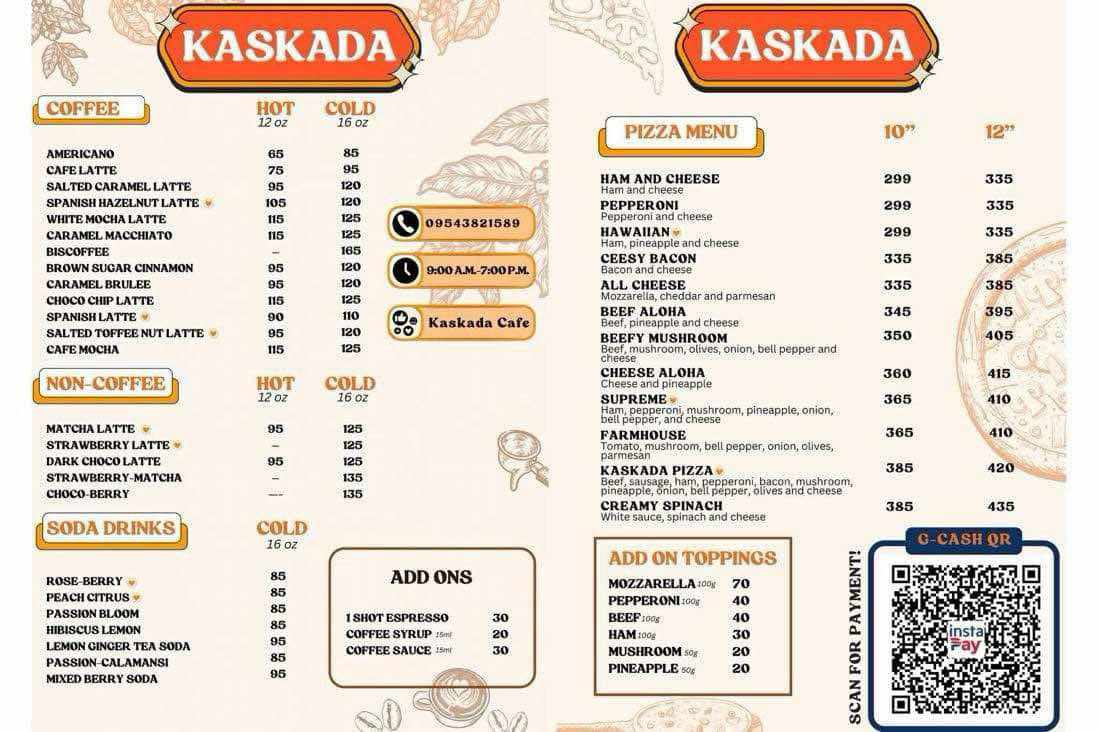 KASKADA
COFFEE HOT COLD
12 oz 16 oz
AMERICANO 65 85
CAFE LATTE 75 95
SALTED CARAMEL LATTE 95 120
SPANISH HAZELNUT LATTE 105 120
WHITE MOCHA LATTE 115 125
CARAMEL MACCHIATO 115 125
BISCOFFEE – 165
BROWN SUGAR CINNAMON 95 120
CARAMEL BRULEE 95 120
CHOCO CHIP LATTE 115 125
SPANISH LATTE 90 110
SALTED TOFFEE NUT LATTE 95 120
CAFE MOCHA 115 125
09543821589
9:00 A.M.-7:00 P.M.
Kaskada Cafe
NON-COFFEE HOT COLD
12 oz 16 oz
MATCHA LATTE 95 125
STRAWBERRY LATTE – 125
DARK CHOCO LATTE 95 125
STRAWBERRY-MATCHA – 135
CHOCO-BERRY –- 135
SODA DRINKS COLD
16 oz
ROSE-BERRY 85
PEACH CITRUS 85
PASSION BLOOM 85
HIBISCUS LEMON 85
LEMON GINGER TEA SODA 95
PASSION-CALAMANSI 85
MIXED BERRY SODA 95
ADD ONS
1 SHOT ESPRESSO 30
COFFEE SYRUP 15ml 20
COFFEE SAUCE 15ml 30
KASKADA
PIZZA MENU 10” 12”
HAM AND CHEESE 299 335
Ham and cheese
PEPPERONI 299 335
Pepperoni and cheese
HAWAIIAN 299 335
Ham, pineapple and cheese
CEESY BACON 335 385
Bacon and cheese
ALL CHEESE 335 385
Mozzarella, cheddar and parmesan
BEEF ALOHA 345 395
Beef, pineapple and cheese
BEEFY MUSHROOM 350 405
Beef, mushroom, olives, onion, bell pepper and
cheese
CHEESE ALOHA 360 415
Cheese and pineapple
SUPREME 365 410
Ham, pepperoni, mushroom, pineapple, onion,
bell pepper, and cheese
FARMHOUSE 365 410
Tomato, mushroom, bell pepper, onion, olives,
parmesan
KASKADA PIZZA 385 420
Beef, sausage, ham, pepperoni, bacon, mushroom,
pineapple, onion, bell pepper, olives and cheese
CREAMY SPINACH 385 435
White sauce, spinach and cheese
ADD ON TOPPINGS
MOZZARELLA 100g 70
PEPPERONI 100g 40
BEEF 100g 40
HAM 100g 30
MUSHROOM 50g 20
PINEAPPLE 50g 20
SCAN FOR PAYMENT!
G-CASH QR
insta
Pay